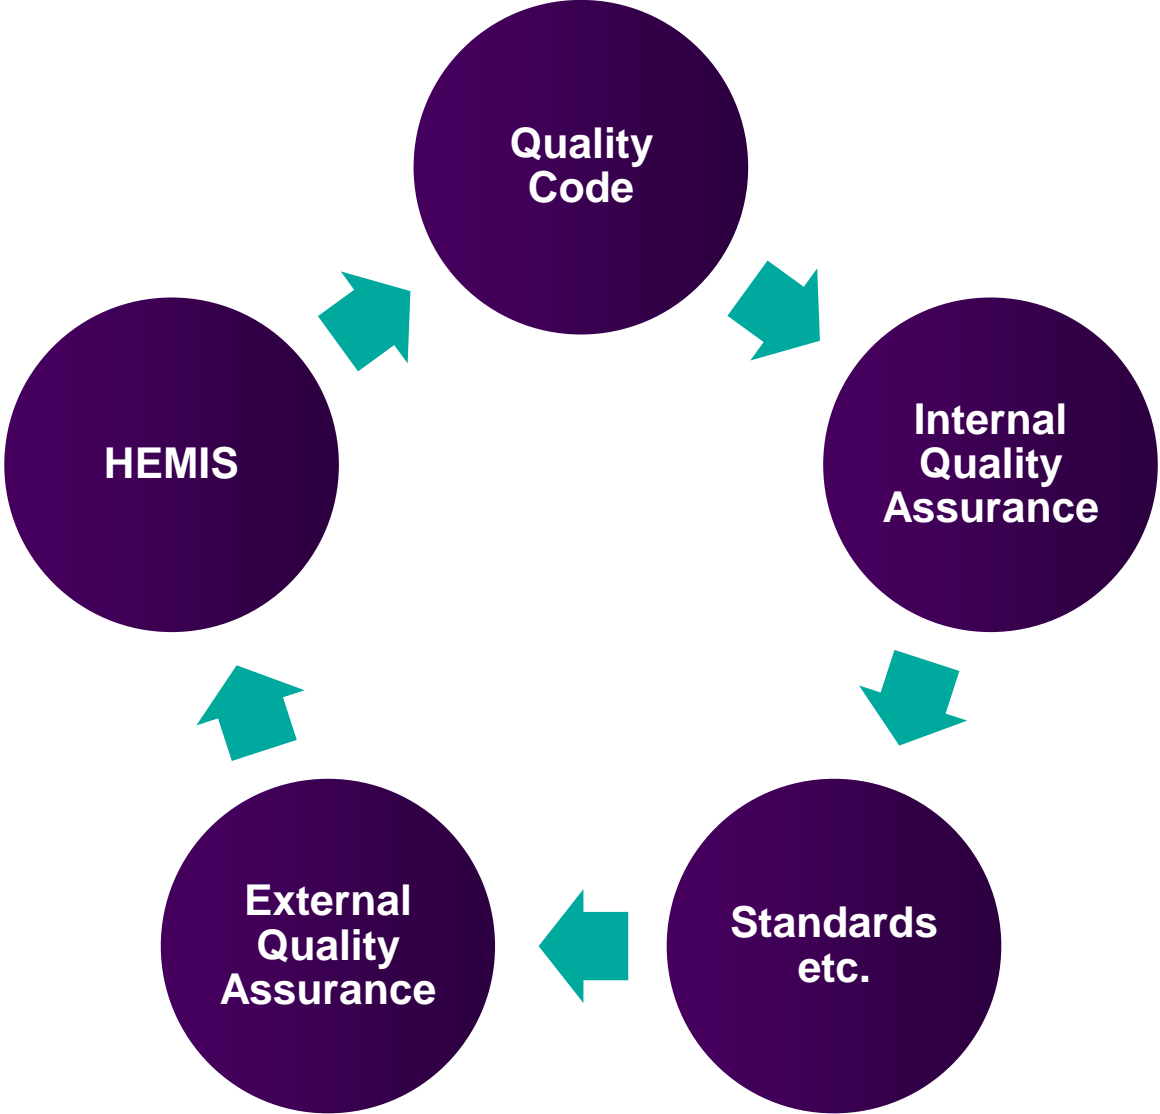 Quality
Code
Internal
Quality
Assurance
Standards
etc.
External
Quality
Assurance
HEMIS